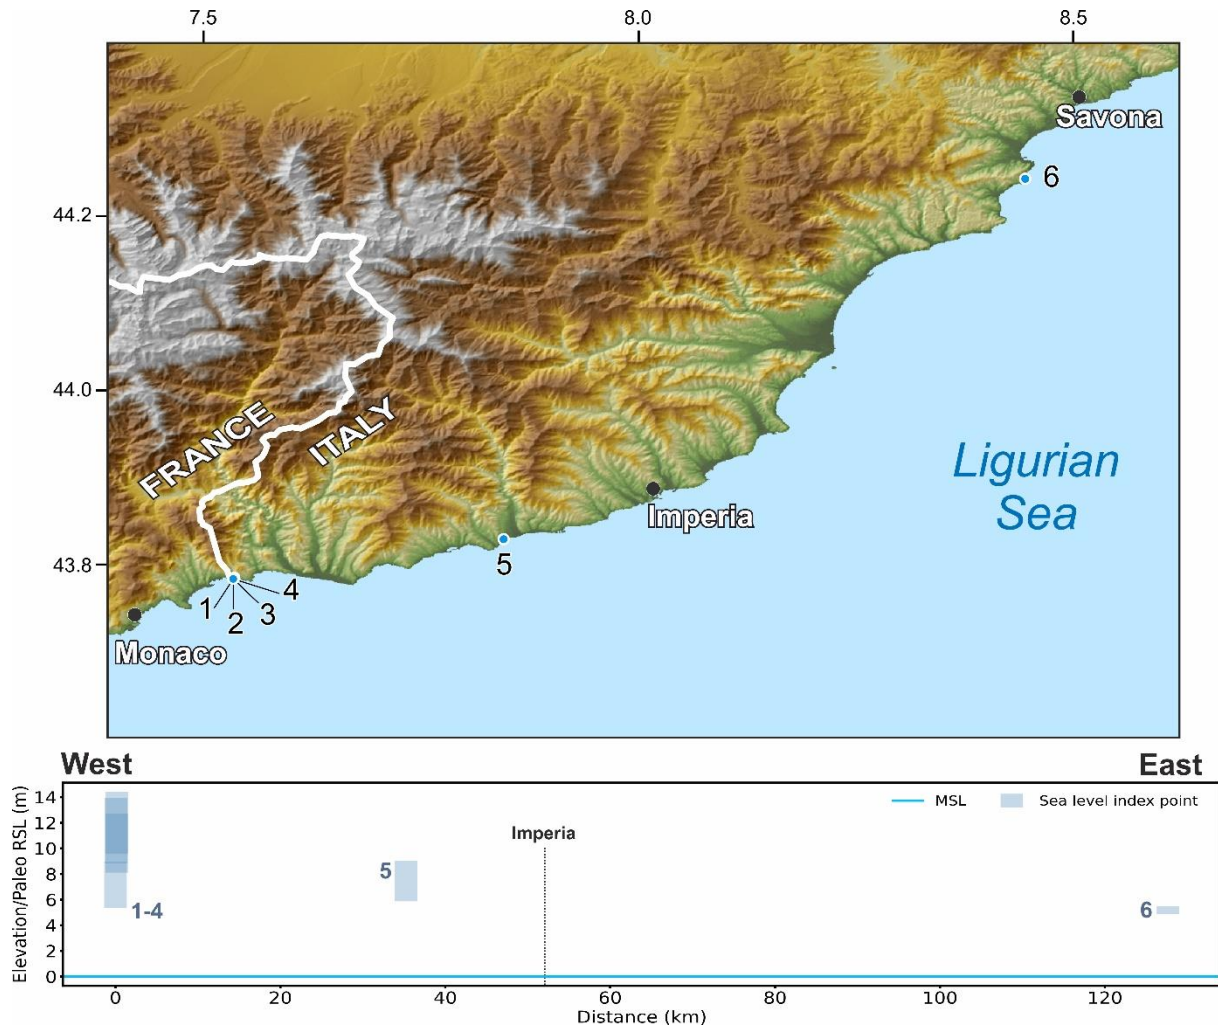 7.5
8.0
8.5
Savona
6
44.2
44.0
FRANCE
ITALY
Ligurian
Sea
Imperia
43.8
5
4
1
3
2
Monaco
West
East
Elevation/Paleo RSL (m)
14
12
10
8
6
4
2
0
MSL
Sea level index point
Imperia
5
1-4
6
0
20
40
60
80
100
120
Distance (km)